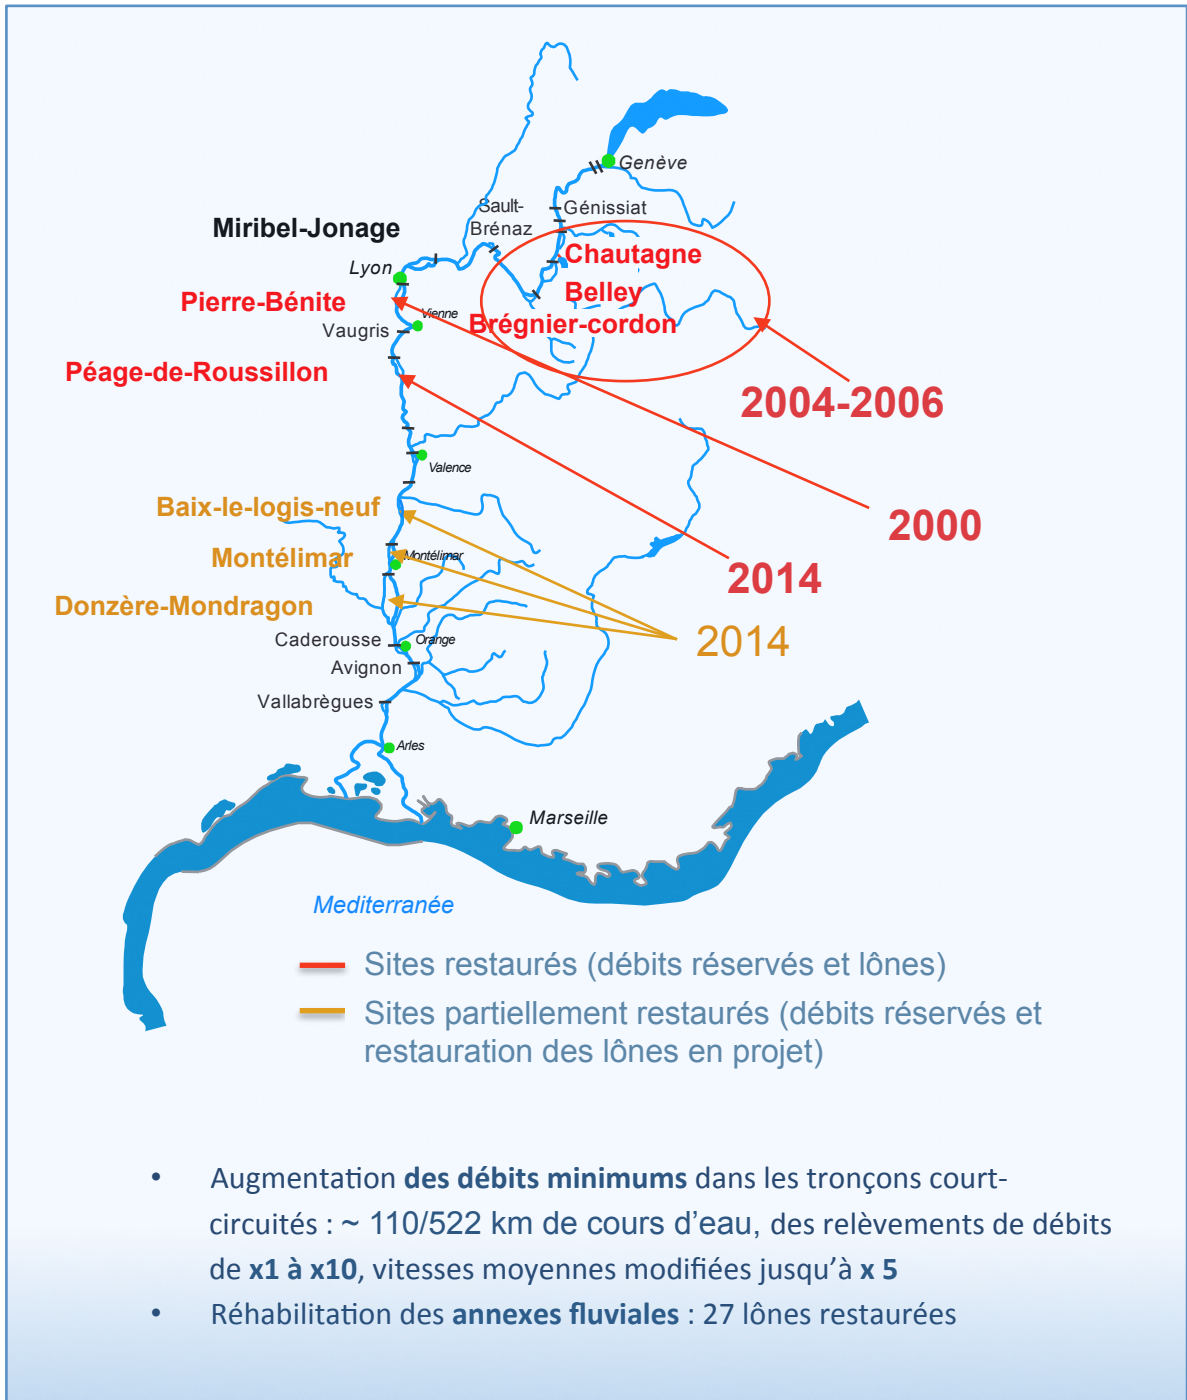 Genève
Sault-
Brénaz
Génissiat
Miribel-Jonage
Chautagne
Lyon
Belley
Pierre-Bénite
Vienne
Brégnier-cordon
Vaugris
Péage-de-Roussillon
2004-2006
Valence
Baix-le-logis-neuf
2000
Montélimar
Montélimar
2014
Donzère-Mondragon
Caderousse
Orange
2014
Avignon
Vallabrègues
Arles
Marseille
Mediterranée
Sites restaurés (débits réservés et lônes)
Sites partiellement restaurés (débits réservés et
restauration des lônes en projet)
• Augmentation des débits minimums dans les tronçons court-
circuités : ~ 110/522 km de cours d’eau, des relèvements de débits
de x1 à x10, vitesses moyennes modifiées jusqu’à x 5
• Réhabilitation des annexes fluviales : 27 lônes restaurées